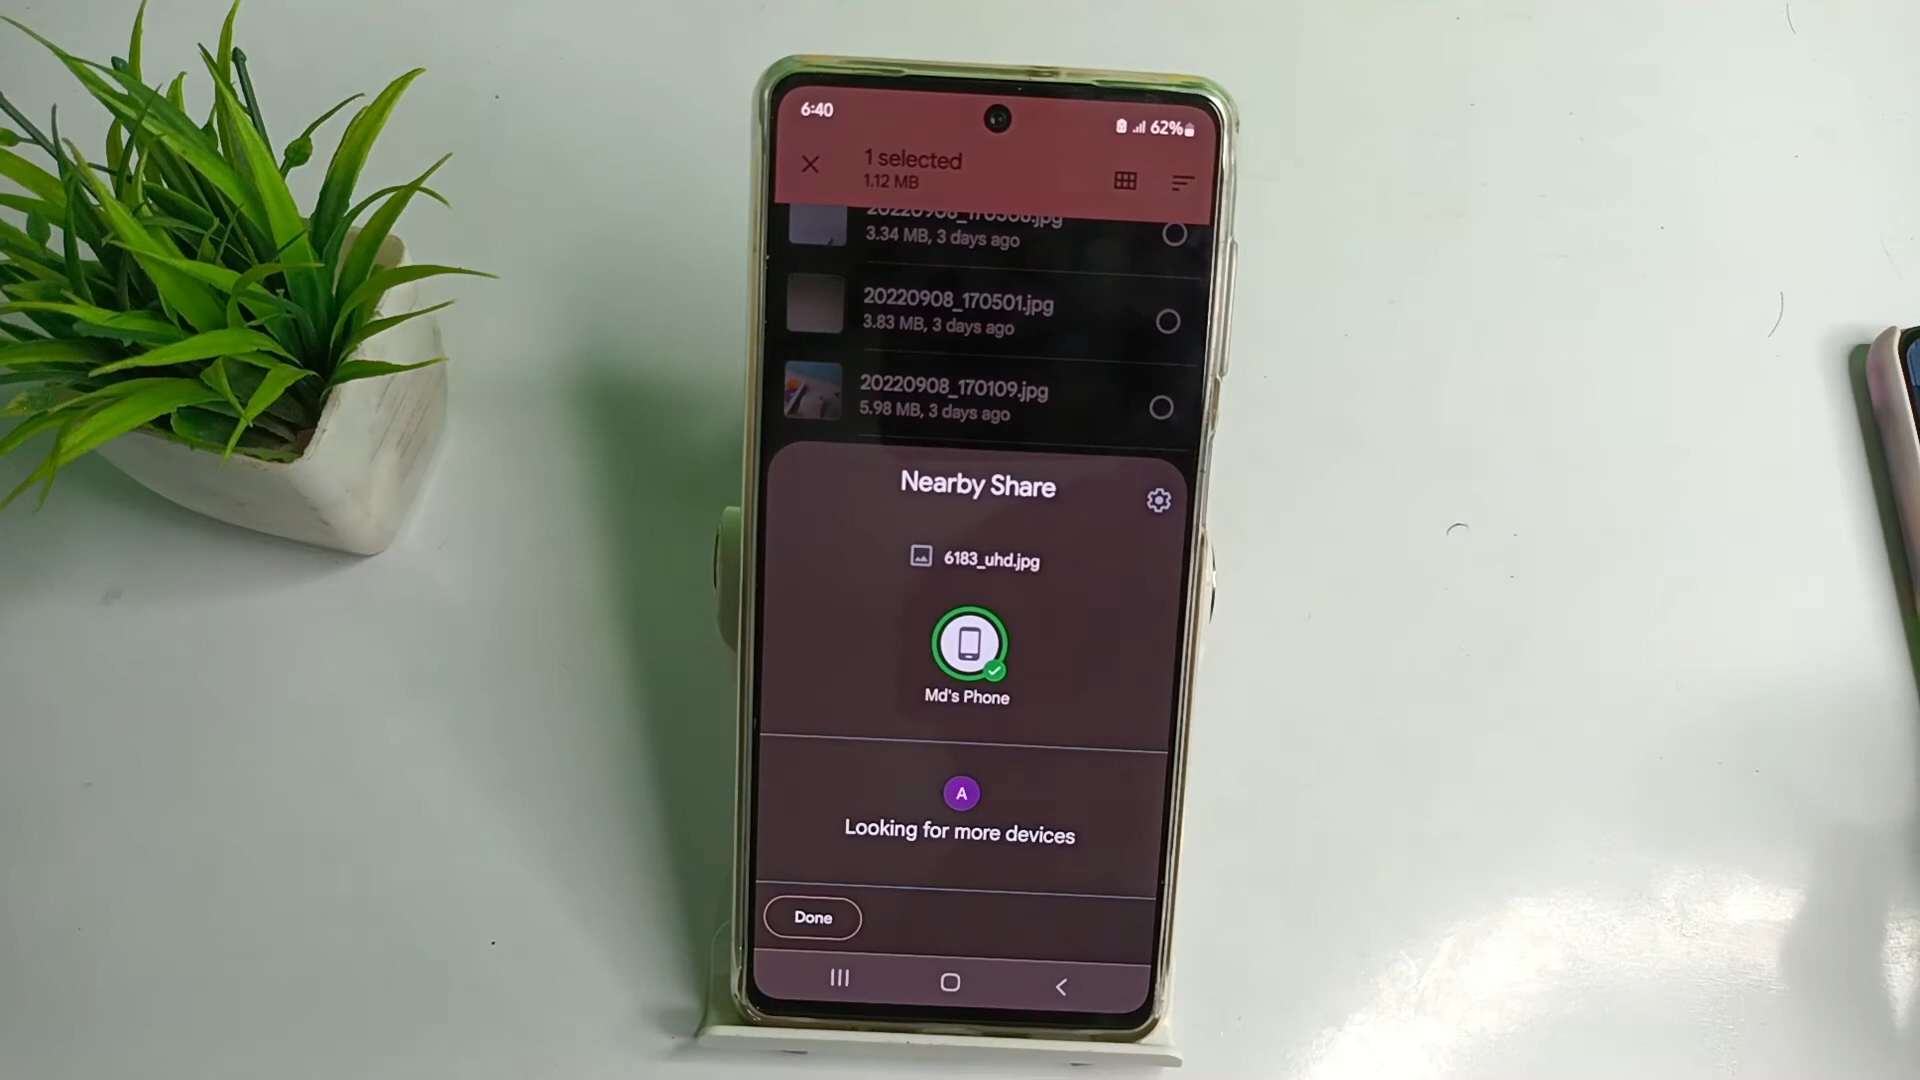 6:40
62%
1 selected
1.12 MB
20220908_170506.jpg
3.34 MB, 3 days ago
20220908_170501.jpg
3.83 MB, 3 days ago
20220908_170109.jpg
5.98 MB, 3 days ago
Nearby Share
6183_uhd.jpg
Md's Phone
A
Looking for more devices
Done